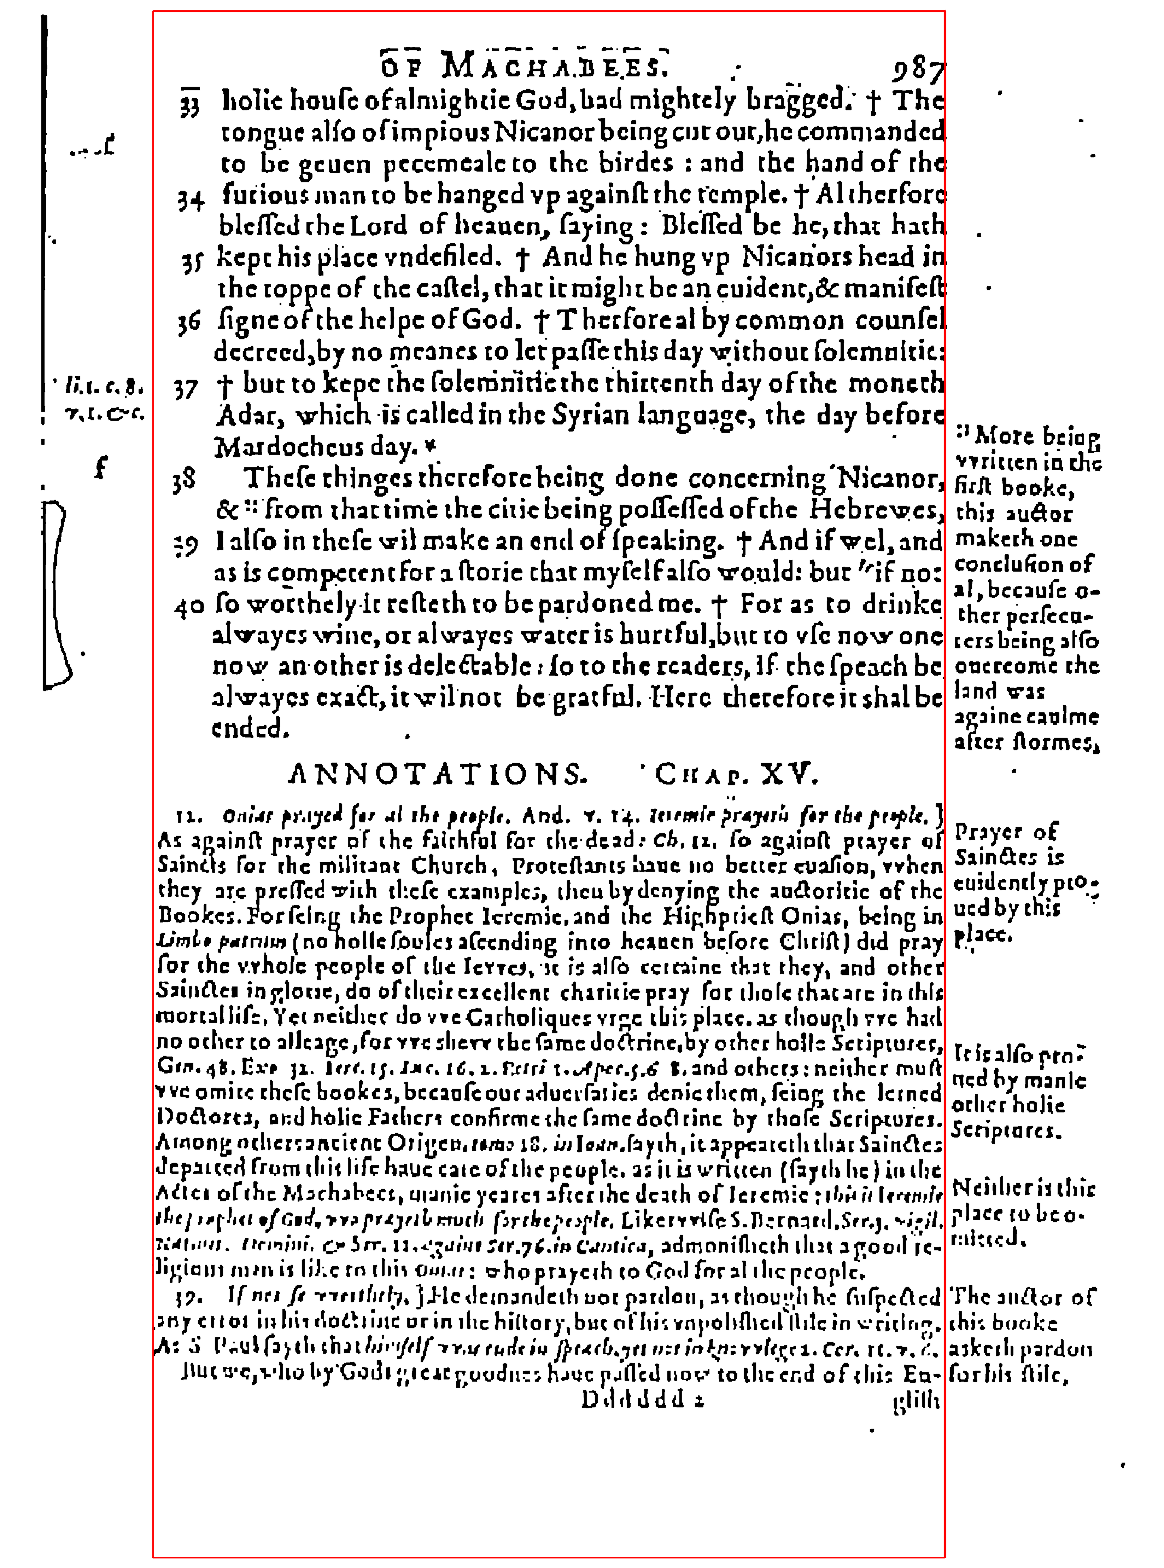 OF MACHABEES. 987
33 holie houſe of almightie God, had mightely bragged. † The
tongue alſo of impious Nicanor being cut out, he commanded
to be geuen pecemeale to the birdes : and the hand of the
34 furious man to be hanged vp againſt the temple. † Al therfore
bleſſed the Lord of heauen, ſaying : Bleſſed be he, that hath
35 kept his place vndefiled. † And he hung vp Nicanors head in
the toppe of the caſtel, that it might be an euident, & manifeſt
36 ſigne of the helpe of God. † Therfore al by common counſel
decreed, by no meanes to let paſſe this day without ſolemnitie:
37 † but to kepe the ſolemnitie the thirtenth day of the moneth
Adar, which is called in the Syrian language, the day before
Mardocheus day. *
38 Theſe thinges therefore being done concerning Nicanor,
& :: from that time the citie being poſſeſſed of the Hebrewes,
39 I alſo in theſe wil make an end of ſpeaking. † And if wel, and
as is competent for a ſtorie that my ſelf alſo would: but " if not
40 ſo worthely it reſteth to be pardoned me. † For as to drinke
alwayes wine, or alwayes water is hurtful, but to vſe now one
now an other is delectable: ſo to the readers, If the ſpeach be
alwayes exact, it wil not be gratful. Here therefore it shal be
ended.
li.1. c. 8.
v.1. &c.
f
:: More being
vvritten in the
firſt booke,
this auctor
maketh one
concluſion of
al, becauſe o-
ther perſecu-
ters being alſo
ouercome the
land was
againe caulme
after ſtormes,
ANNOTATIONS. CHAP. XV.
12. Onias prayed for al the people. And. v. 14. Ieremie prayeth for the people. ]
As againſt prayer of the faithful for the dead: Ch. 12. ſo againſt prayer of
Saincts for the militant Church, Proteſtants haue no better euaſion, vvhen
they are preſſed with theſe examples, then by denying the auctoritie of the
Bookes. For ſeing the Prophet Ieremie, and the Highprieſt Onias, being in
Limbo patrum (no holie ſoules aſcending into heauen before Chriſt) did pray
for the vvhole people of the Ievves, it is alſo certaine that they, and other
Sainctes in glorie, do of their excellent charitie pray for thoſe that are in this
mortal life. Yet neither do vve Catholiques vrge this place. as though vve had
no other to alleage, for vve shevv the ſame doctrine, by other holie Scriptures,
Gen. 48. Exo 32. Iere. 15. Luc. 16. 2. Petri 1. Apoc. 5. 6 8. and others: neither muſt
vve omite theſe bookes, becauſe our aduerſaries denie them, ſeing the lerned
Doctors, and holie Fathers confirme the ſame doctrine by thoſe Scriptures.
Among others ancient Origen. tomo 18. in Ioan. ſayth, it appeareth that Sainctes
departed from this life haue care of the people. as it is written (ſayth he) in the
Actes of the Machabees, manie yeares after the death of Ieremie: this is Ieremie
the prophet of God, vvho prayeth much for the people. Likevvise S. Bernard. Ser. 3. vigil.
Natiuit. Domini. & Ser. 22. againe Ser. 76. in Cantica, admoniſheth that a good re-
ligious man is like to this Onias: who prayeth to God for al the people.
39. If not ſo vvorthely. ] He demandeth not pardon, as though he ſuſpected
any error in his doctrine or in the hiſtory, but of his vnpoliſhed ſtile in writing.
As S Paul ſayth that himſelf vvas rude in ſpeach. yet not in knovvlege 2. Cor. 11. v. 6.
But we, who by Gods great goodnes haue paſſed now to the end of this En-
Dddddd 2 glish
Prayer of
Sainctes is
euidently pro-
ued by this
place.
It is alſo pro-
ued by manie
other holie
Scriptures.
Neither is this
place to be o-
mitted.
The auctor of
this booke
asketh pardon
for his ſtile,